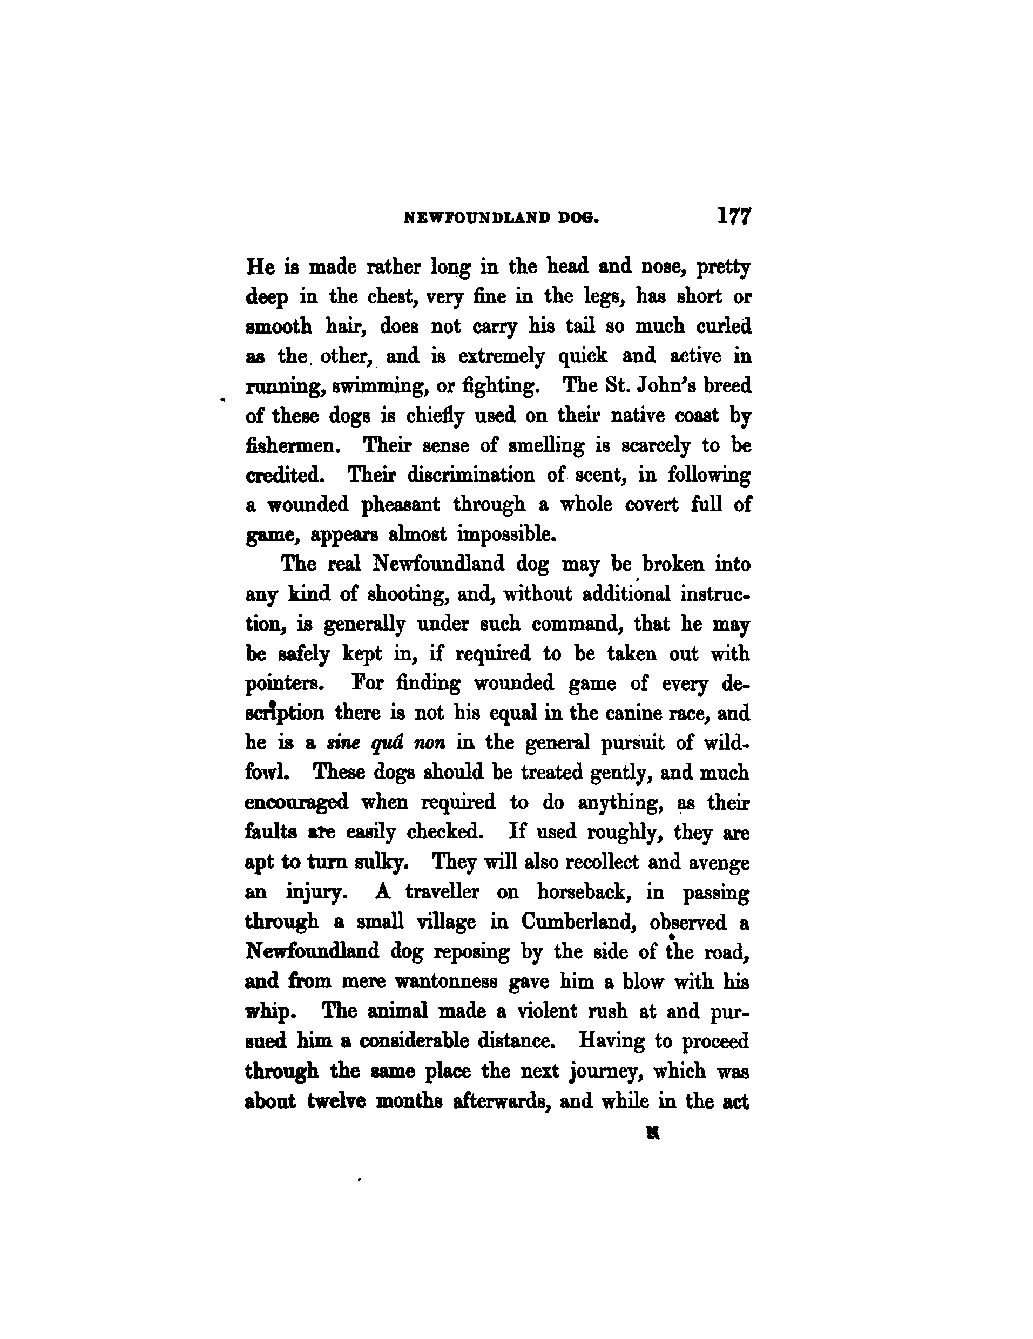 NEWFOUNDLAND DOG. 177
He is made rather long in the head and nose, pretty
deep in the chest, very fine in the legs, has short or
smooth hair, does not carry his tail so much curled
as the other, and is extremely quick and active in
running, swimming, or fighting. The St. John's breed
of these dogs is chiefly used on their native coast by
fishermen. Their sense of smelling is scarcely to be
credited. Their discrimination of scent, in following
a wounded pheasant through a whole covert full of
game, appears almost impossible.
The real Newfoundland dog may be broken into
any kind of shooting, and, without additional instruc-
tion, is generally under such command, that he may
be safely kept in, if required to be taken out with
pointers. For finding wounded game of every de-
scription there is not his equal in the canine race, and
he is a sine quâ non in the general pursuit of wild-
fowl. These dogs should be treated gently, and much
encouraged when required to do anything, as their
faults are easily checked. If used roughly, they are
apt to turn sulky. They will also recollect and avenge
an injury. A traveller on horseback, in passing
through a small village in Cumberland, observed a
Newfoundland dog reposing by the side of the road,
and from mere wantonness gave him a blow with his
whip. The animal made a violent rush at and pur-
sued him a considerable distance. Having to proceed
through the same place the next journey, which was
about twelve months afterwards, and while in the act
N